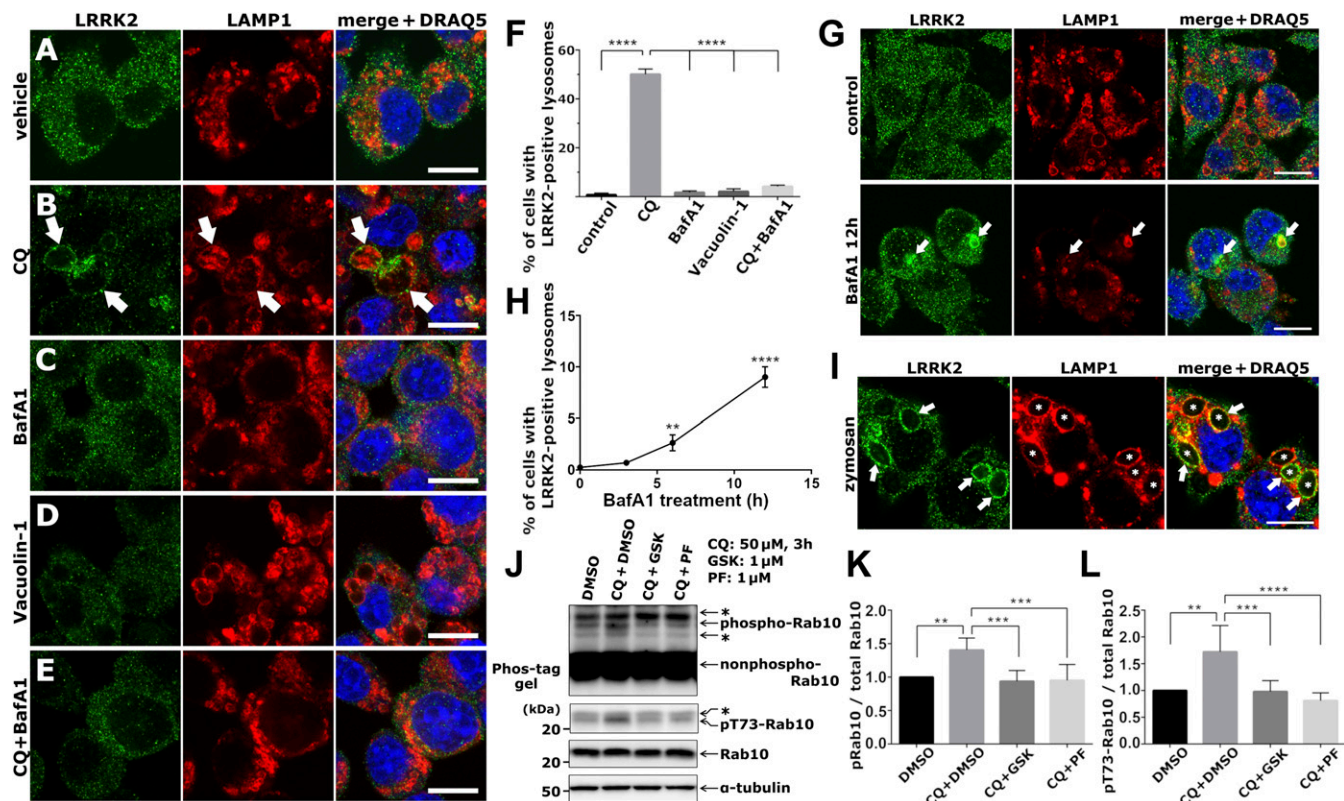 LRRK2 LAMP1 merge + DRAQ5
A
vehicle
B
CQ
C
BafA1
D
Vacuolin-1
E
CQ+BafA1
F
% of cells with
LRRK2-positive lysosomes
60
40
20
**** ****
control CQ BafA1 Vacuolin-1 CQ+BafA1
G
LRRK2 LAMP1 merge + DRAQ5
control
BafA1 12h
H
% of cells with
LRRK2-positive lysosomes
15
10
5
0
** ****
0 5 10 15
BafA1 treatment (h)
I
LRRK2 LAMP1 merge + DRAQ5
zymosan
* * * * * *
* * * * * *
J
DMSO CQ+DMSO CQ+GSK CQ+PF
CQ: 50 µM, 3h
GSK: 1 µM
PF: 1 µM
*
phospho-Rab10
*
Phos-tag
gel
nonphospho-
Rab10
(kDa)
*
pT73-Rab10
20
Rab10
20
α-tubulin
50
K
pRab10 / total Rab10
2.0
1.5
1.0
0.5
0.0
** *** ***
DMSO CQ+DMSO CQ+GSK CQ+PF
L
pT73-Rab10 / total Rab10
2.5
2.0
1.5
1.0
0.5
0.0
** *** ****
DMSO CQ+DMSO CQ+GSK CQ+PF